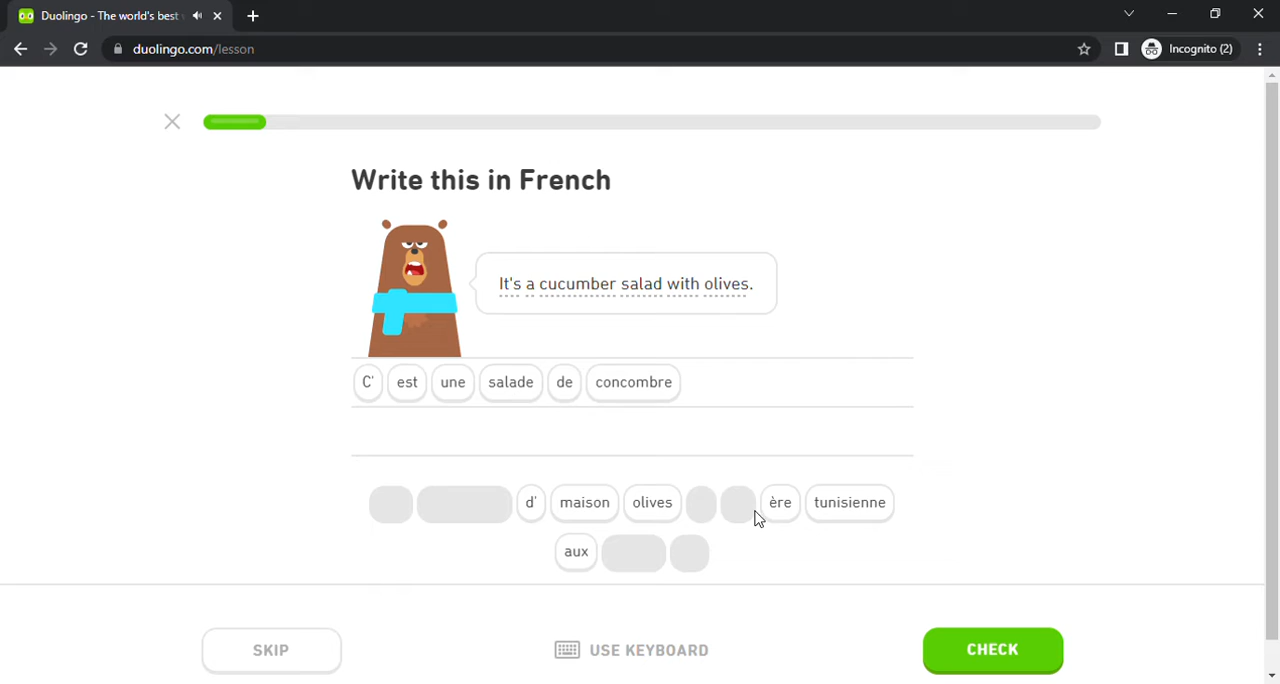 Duolingo - The world's best
duolingo.com/lesson
Incognito (2)
Write this in French
It's a cucumber salad with olives.
C' est une salade de concombre
d' maison olives ère tunisienne
aux
SKIP
USE KEYBOARD
CHECK